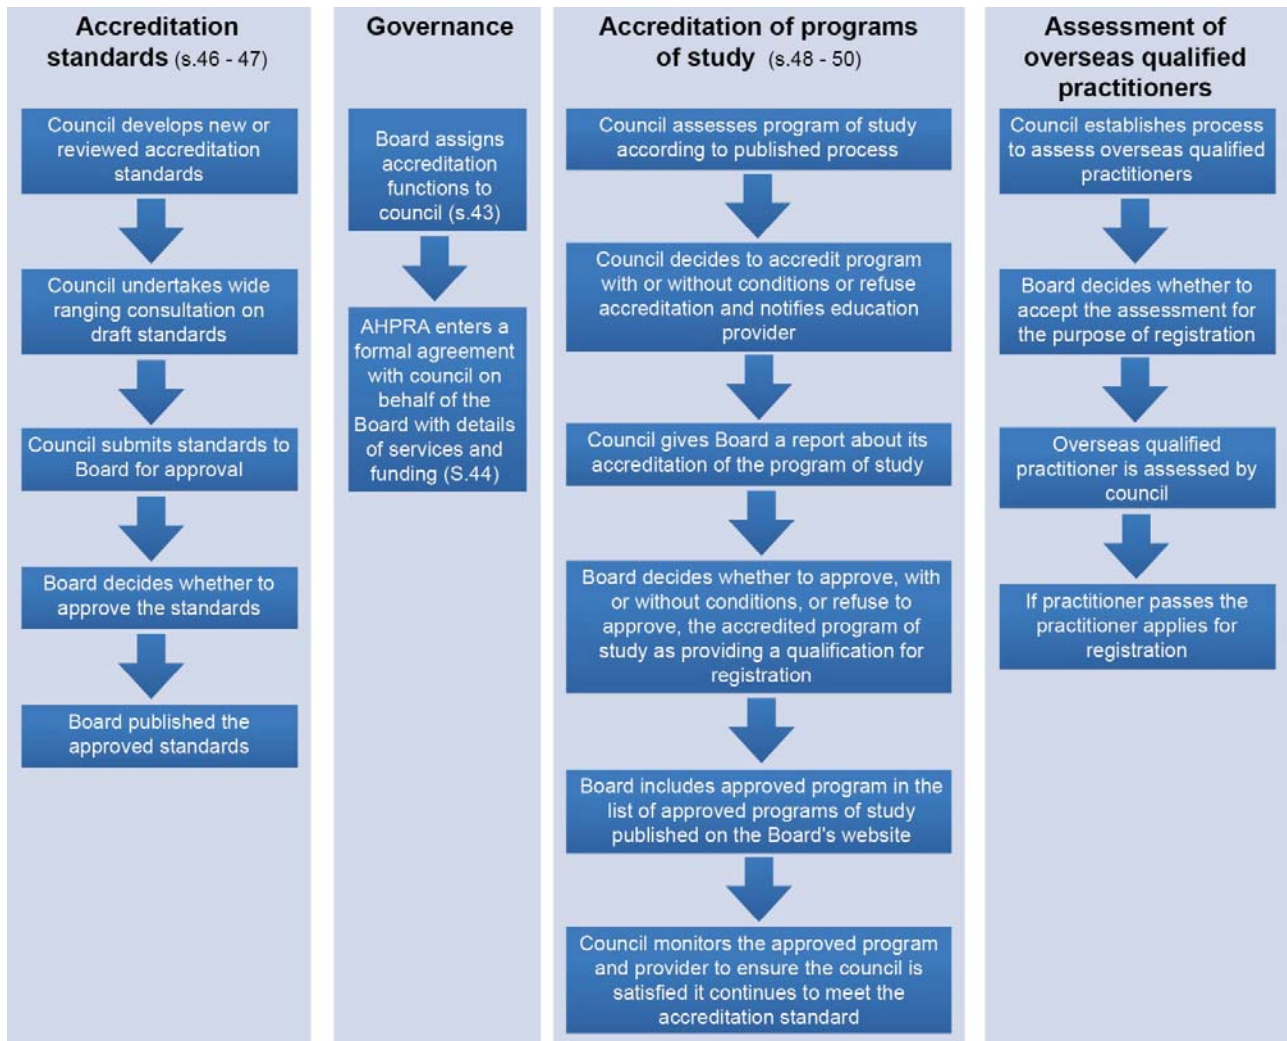 Accreditation
standards (s.46 - 47)
Council develops new or
reviewed accreditation
standards
Council undertakes wide
ranging consultation on
draft standards
Council submits standards to
Board for approval
Board decides whether to
approve the standards
Board published the
approved standards
Governance
Board assigns
accreditation
functions to
council (s.43)
AHPRA enters a
formal agreement
with council on
behalf of the
Board with details
of services and
funding (S.44)
Accreditation of programs
of study (s.48 - 50)
Council assesses program of study
according to published process
Council decides to accredit program
with or without conditions or refuse
accreditation and notifies education
provider
Council gives Board a report about its
accreditation of the program of study
Board decides whether to approve, with
or without conditions, or refuse to
approve, the accredited program of
study as providing a qualification for
registration
Board includes approved program in the
list of approved programs of study
published on the Board's website
Council monitors the approved program
and provider to ensure the council is
satisfied it continues to meet the
accreditation standard
Assessment of
overseas qualified
practitioners
Council establishes process
to assess overseas qualified
practitioners
Board decides whether to
accept the assessment for
the purpose of registration
Overseas qualified
practitioner is assessed by
council
If practitioner passes the
practitioner applies for
registration